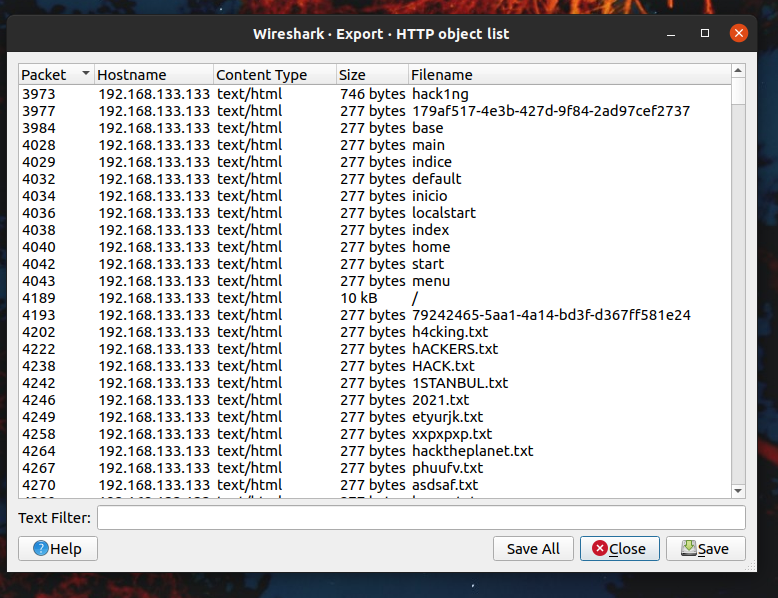 Wireshark · Export · HTTP object list
Packet Hostname Content Type Size Filename
3973 192.168.133.133 text/html 746 bytes hack1ng
3977 192.168.133.133 text/html 277 bytes 179af517-4e3b-427d-9f84-2ad97cef2737
3984 192.168.133.133 text/html 277 bytes base
4028 192.168.133.133 text/html 277 bytes main
4029 192.168.133.133 text/html 277 bytes indice
4032 192.168.133.133 text/html 277 bytes default
4034 192.168.133.133 text/html 277 bytes inicio
4036 192.168.133.133 text/html 277 bytes localstart
4038 192.168.133.133 text/html 277 bytes index
4040 192.168.133.133 text/html 277 bytes home
4042 192.168.133.133 text/html 277 bytes start
4043 192.168.133.133 text/html 277 bytes menu
4189 192.168.133.133 text/html 10 kB /
4193 192.168.133.133 text/html 277 bytes 79242465-5aa1-4a14-bd3f-d367ff581e24
4202 192.168.133.133 text/html 277 bytes h4cking.txt
4222 192.168.133.133 text/html 277 bytes hACKERS.txt
4238 192.168.133.133 text/html 277 bytes HACK.txt
4242 192.168.133.133 text/html 277 bytes 1STANBUL.txt
4246 192.168.133.133 text/html 277 bytes 2021.txt
4249 192.168.133.133 text/html 277 bytes etyurjk.txt
4258 192.168.133.133 text/html 277 bytes xxpxpxp.txt
4264 192.168.133.133 text/html 277 bytes hacktheplanet.txt
4267 192.168.133.133 text/html 277 bytes phuufv.txt
4270 192.168.133.133 text/html 277 bytes asdsaf.txt
Text Filter:
Help Save All Close Save